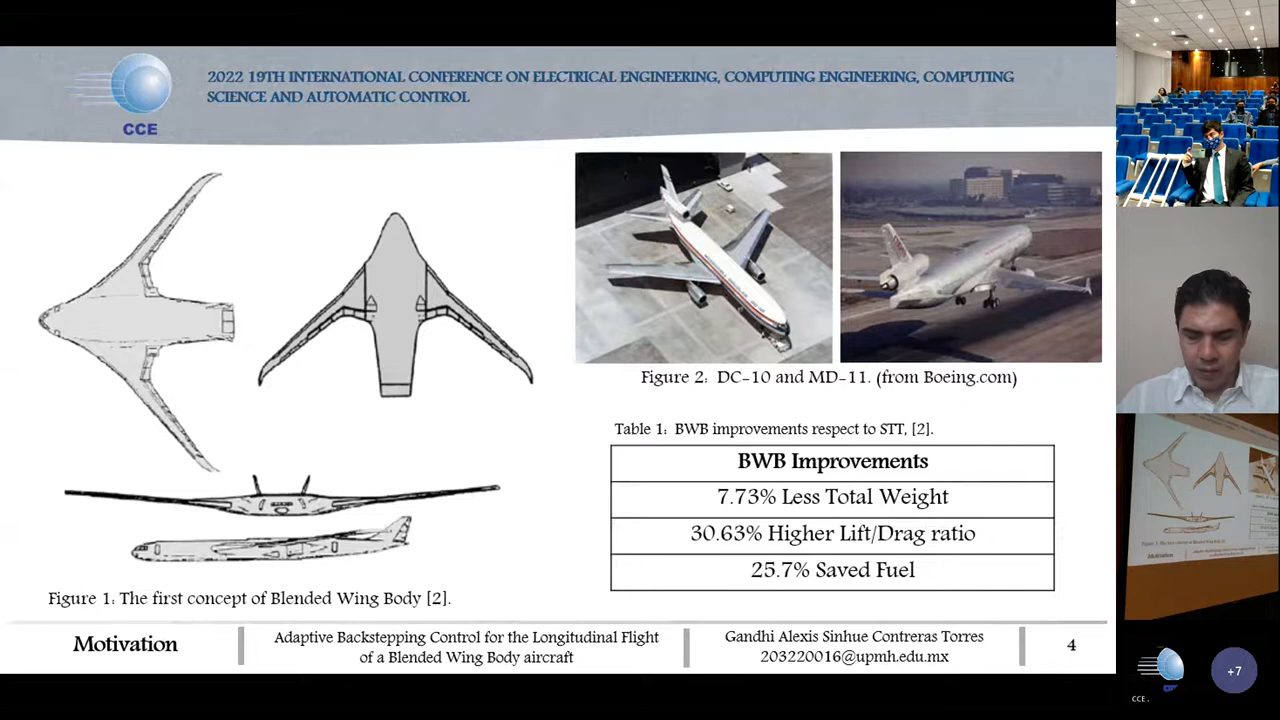 2022 19TH INTERNATIONAL CONFERENCE ON ELECTRICAL ENGINEERING, COMPUTING ENGINEERING, COMPUTING
SCIENCE AND AUTOMATIC CONTROL
CCE
Figure 2: DC-10 and MD-11. (from Boeing.com)
Table 1: BWB improvements respect to STT, [2].
BWB Improvements
7.73% Less Total Weight
30.63% Higher Lift/Drag ratio
25.7% Saved Fuel
Figure 1: The first concept of Blended Wing Body [2].
Motivation
Adaptive Backstepping Control for the Longitudinal Flight
of a Blended Wing Body aircraft
Gandhi Alexis Sinhue Contreras Torres
203220016@upmh.edu.mx
4
Motivation
CCE .
+7